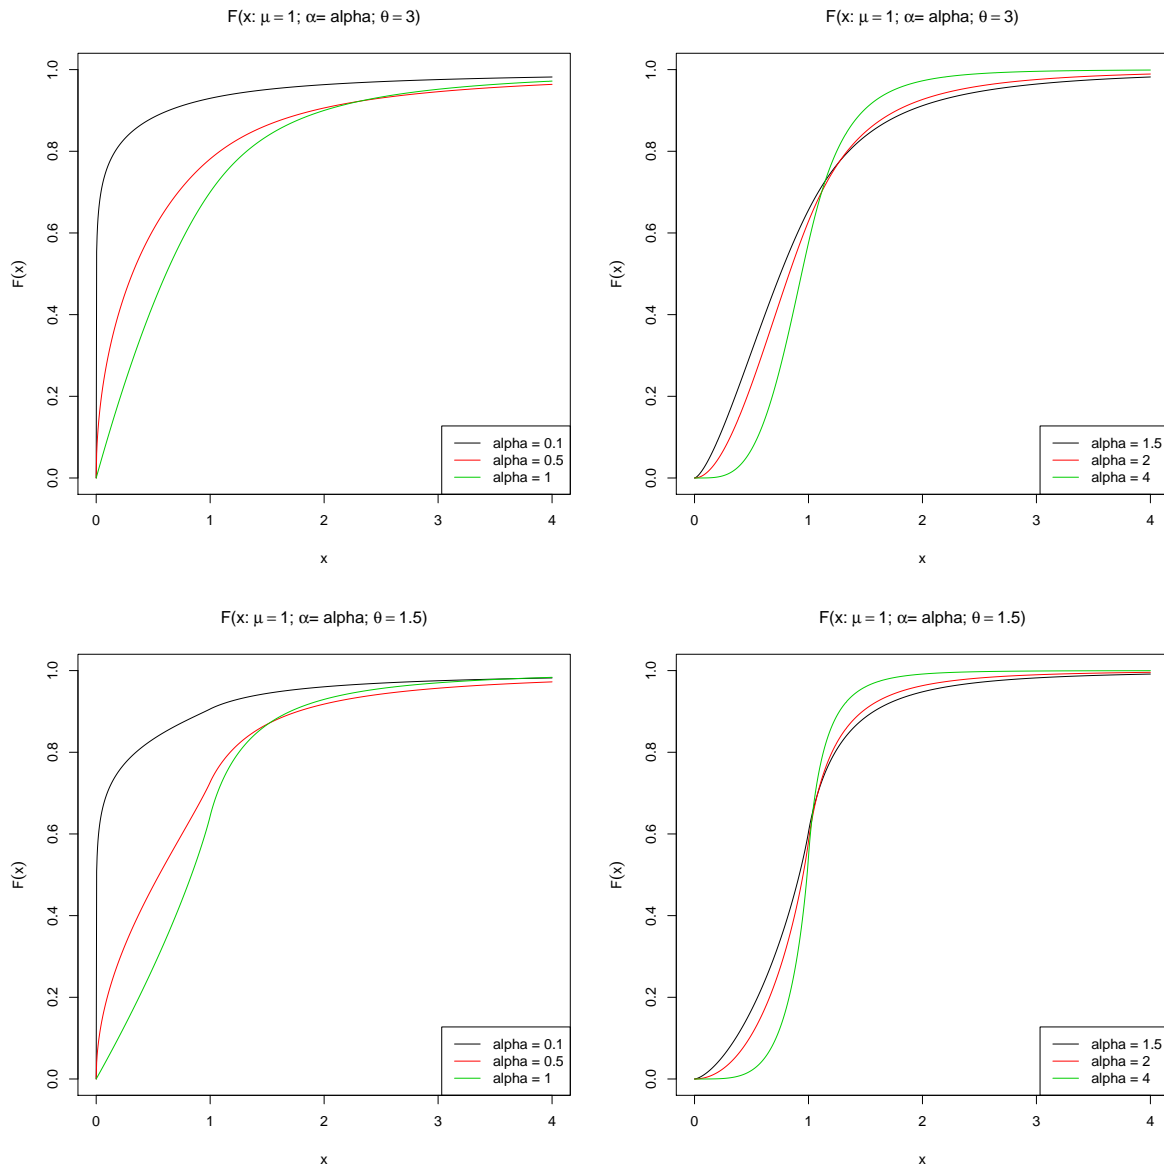 F(x: μ = 1; α= alpha; θ = 3)
F(x)
0.0 0.2 0.4 0.6 0.8 1.0
alpha = 0.1
alpha = 0.5
alpha = 1
0 1 2 3 4
x
F(x: μ = 1; α= alpha; θ = 3)
F(x)
0.0 0.2 0.4 0.6 0.8 1.0
alpha = 1.5
alpha = 2
alpha = 4
0 1 2 3 4
x
F(x: μ = 1; α= alpha; θ = 1.5)
F(x)
0.0 0.2 0.4 0.6 0.8 1.0
alpha = 0.1
alpha = 0.5
alpha = 1
0 1 2 3 4
x
F(x: μ = 1; α= alpha; θ = 1.5)
F(x)
0.0 0.2 0.4 0.6 0.8 1.0
alpha = 1.5
alpha = 2
alpha = 4
0 1 2 3 4
x